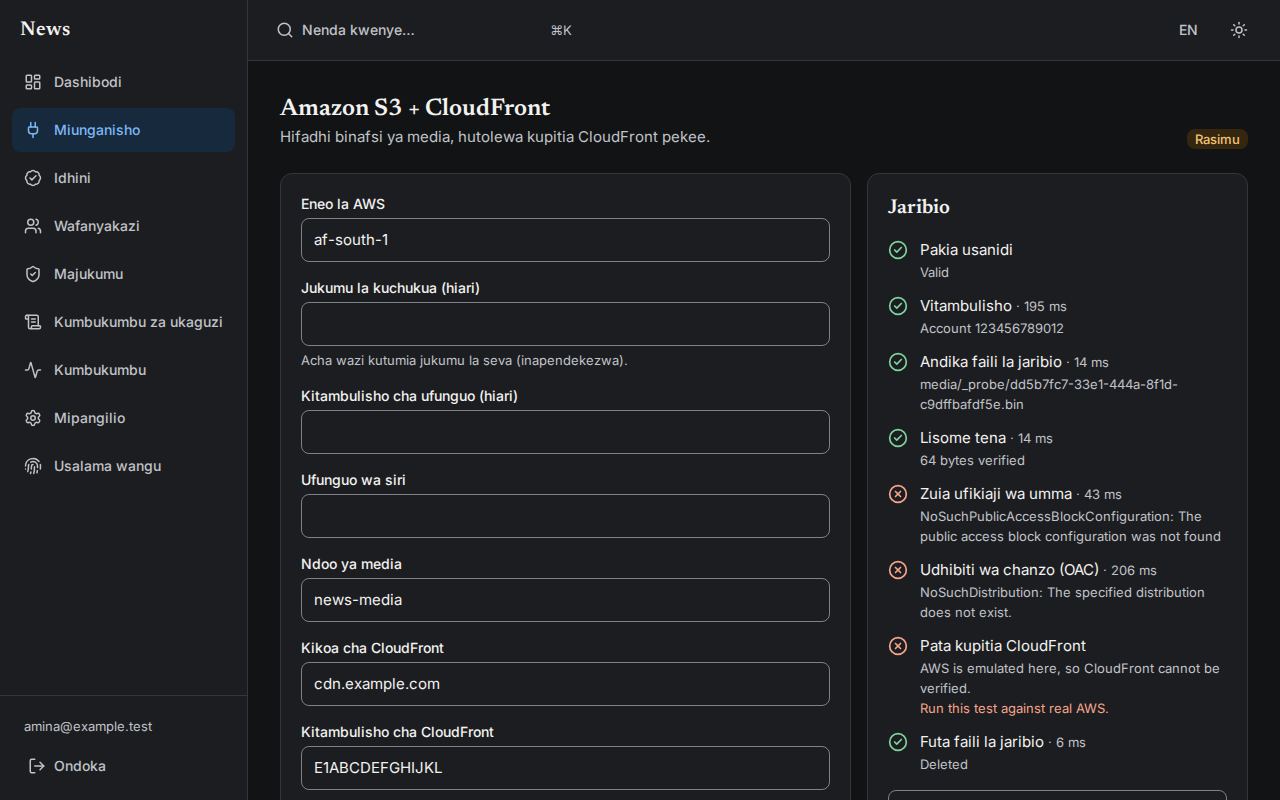 News
Nenda kwenye...
⌘K
EN
Dashibodi
Miunganisho
Idhini
Wafanyakazi
Majukumu
Kumbukumbu za ukaguzi
Kumbukumbu
Mipangilio
Usalama wangu
amina@example.test
Ondoka
Amazon S3 + CloudFront
Hifadhi binafsi ya media, hutolewa kupitia CloudFront pekee.
Rasimu
Eneo la AWS
af-south-1
Jukumu la kuchukua (hiari)
Acha wazi kutumia jukumu la seva (inapendekezwa).
Kitambulisho cha ufunguo (hiari)
Ufunguo wa siri
Ndoo ya media
news-media
Kikoa cha CloudFront
cdn.example.com
Kitambulisho cha CloudFront
E1ABCDEFGHIJKL
Jaribio
Pakia usanidi
Valid
Vitambulisho · 195 ms
Account 123456789012
Andika faili la jaribio · 14 ms
media/_probe/dd5b7fc7-33e1-444a-8f1d-
c9dffbafdf5e.bin
Lisome tena · 14 ms
64 bytes verified
Zuia ufikiaji wa umma · 43 ms
NoSuchPublicAccessBlockConfiguration: The
public access block configuration was not found
Udhibiti wa chanzo (OAC) · 206 ms
NoSuchDistribution: The specified distribution
does not exist.
Pata kupitia CloudFront
AWS is emulated here, so CloudFront cannot be
verified.
Run this test against real AWS.
Futa faili la jaribio · 6 ms
Deleted